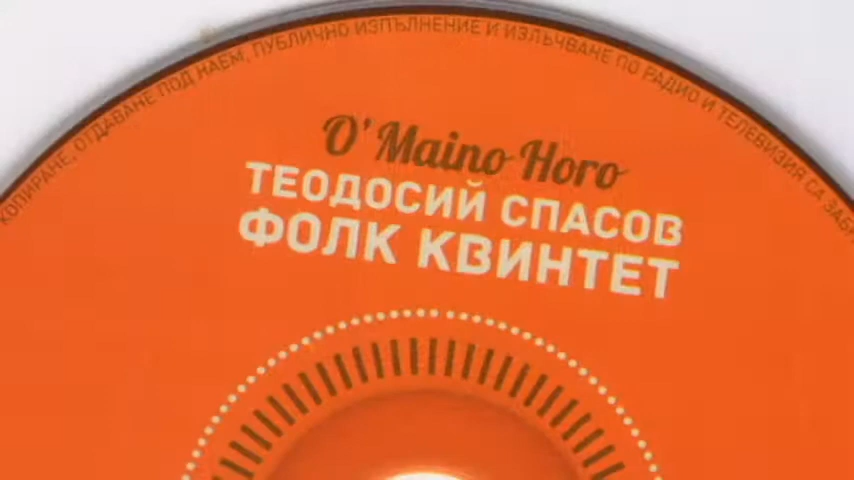 КОПИРАНЕ, ОТДАВАНЕ ПОД НАЕМ, ПУБЛИЧНО ИЗПЪЛНЕНИЕ И ИЗЛЪЧВАНЕ ПО РАДИО И ТЕЛЕВИЗИЯ СА
O' Maino Horo
ТЕОДОСИЙ СПАСОВ
ФОЛК КВИНТЕТ